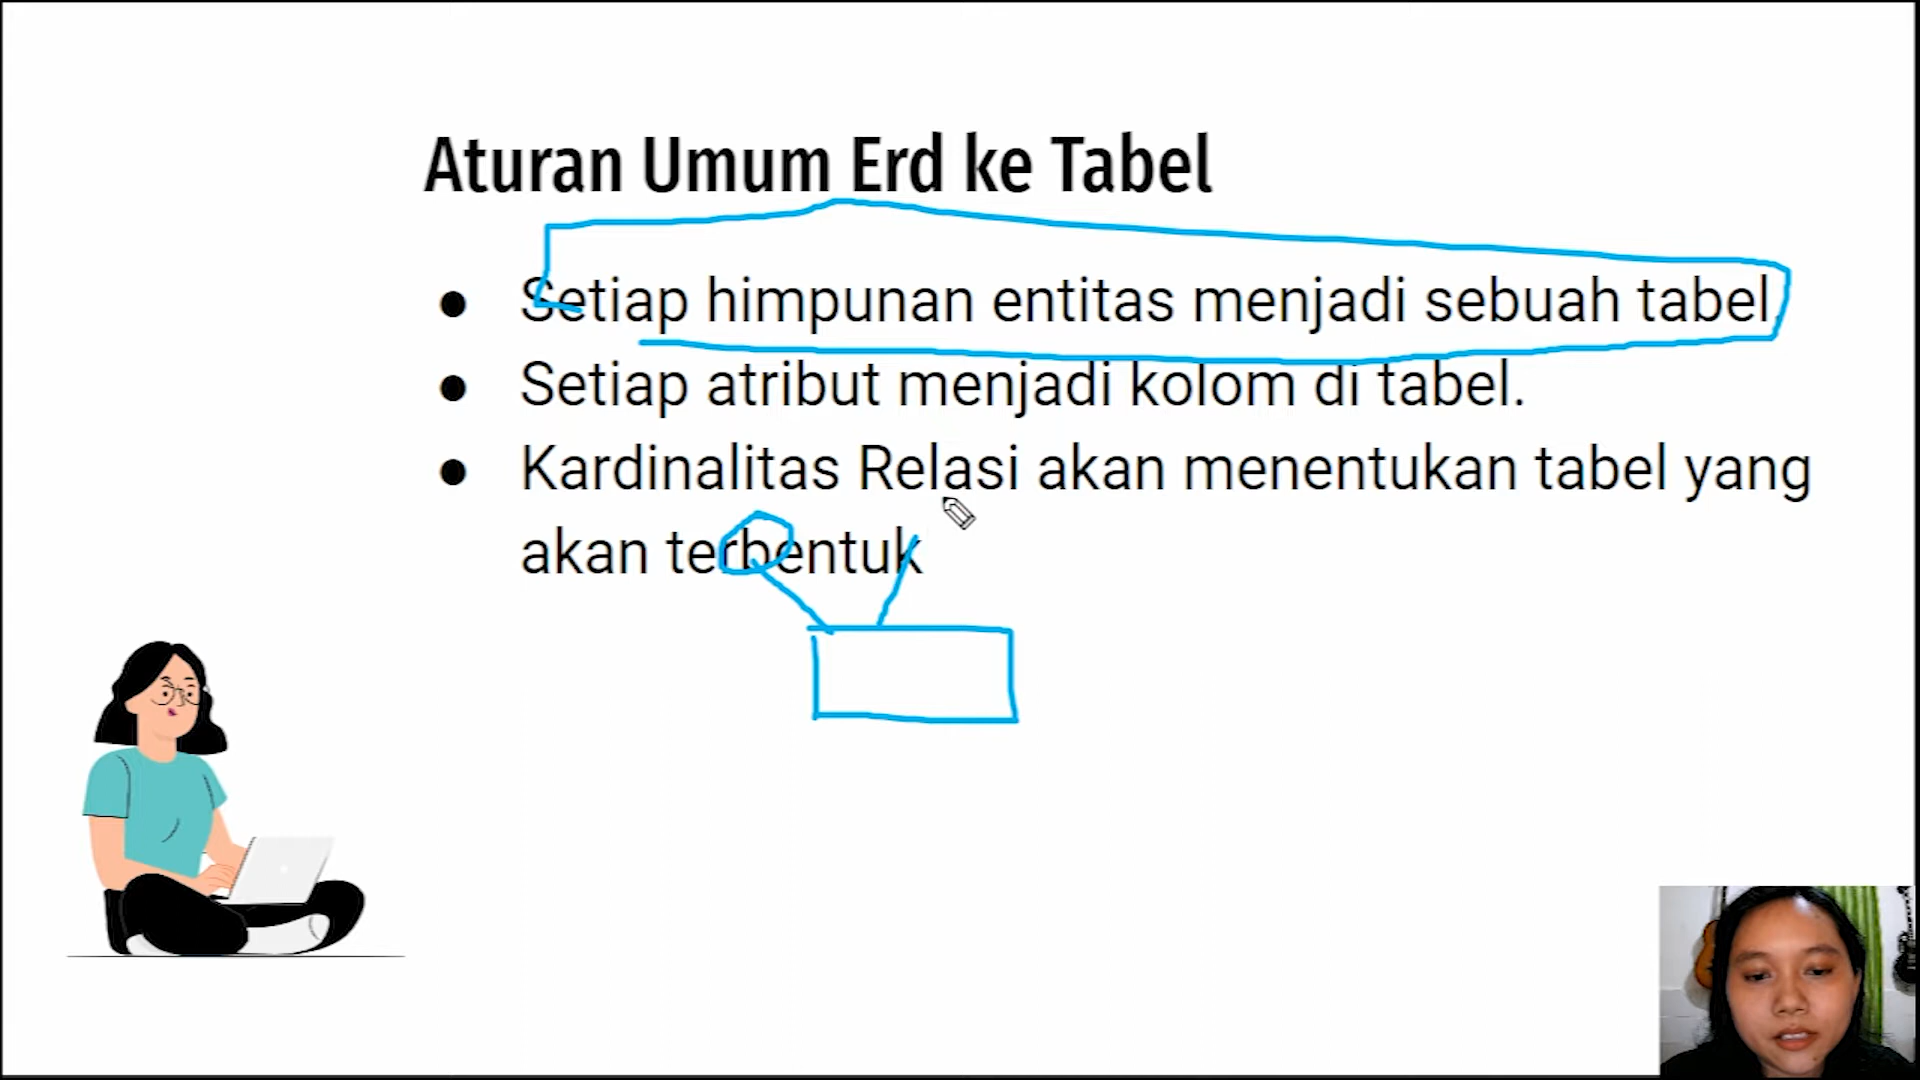 Aturan Umum Erd ke Tabel
● Setiap himpunan entitas menjadi sebuah tabel.
● Setiap atribut menjadi kolom di tabel.
● Kardinalitas Relasi akan menentukan tabel yang
akan terbentuk